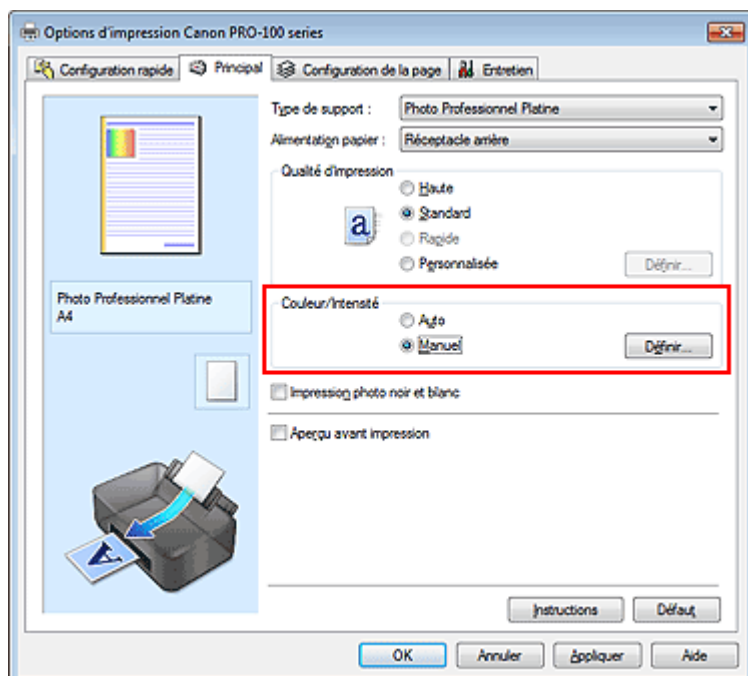 Options d'impression Canon PRO-100 series
Configuration rapide Principal Configuration de la page Entretien
Type de support : Photo Professionnel Platine
Alimentation papier : Réceptacle arrière
Qualité d'impression
Haute
a Standard
Rapide
Personnalisée Définir...
Photo Professionnel Platine
A4
Couleur/Intensité
Auto
Manuel Définir...
Impression photo noir et blanc
Aperçu avant impression
A
Instructions Défaut
OK Annuler Appliquer Aide